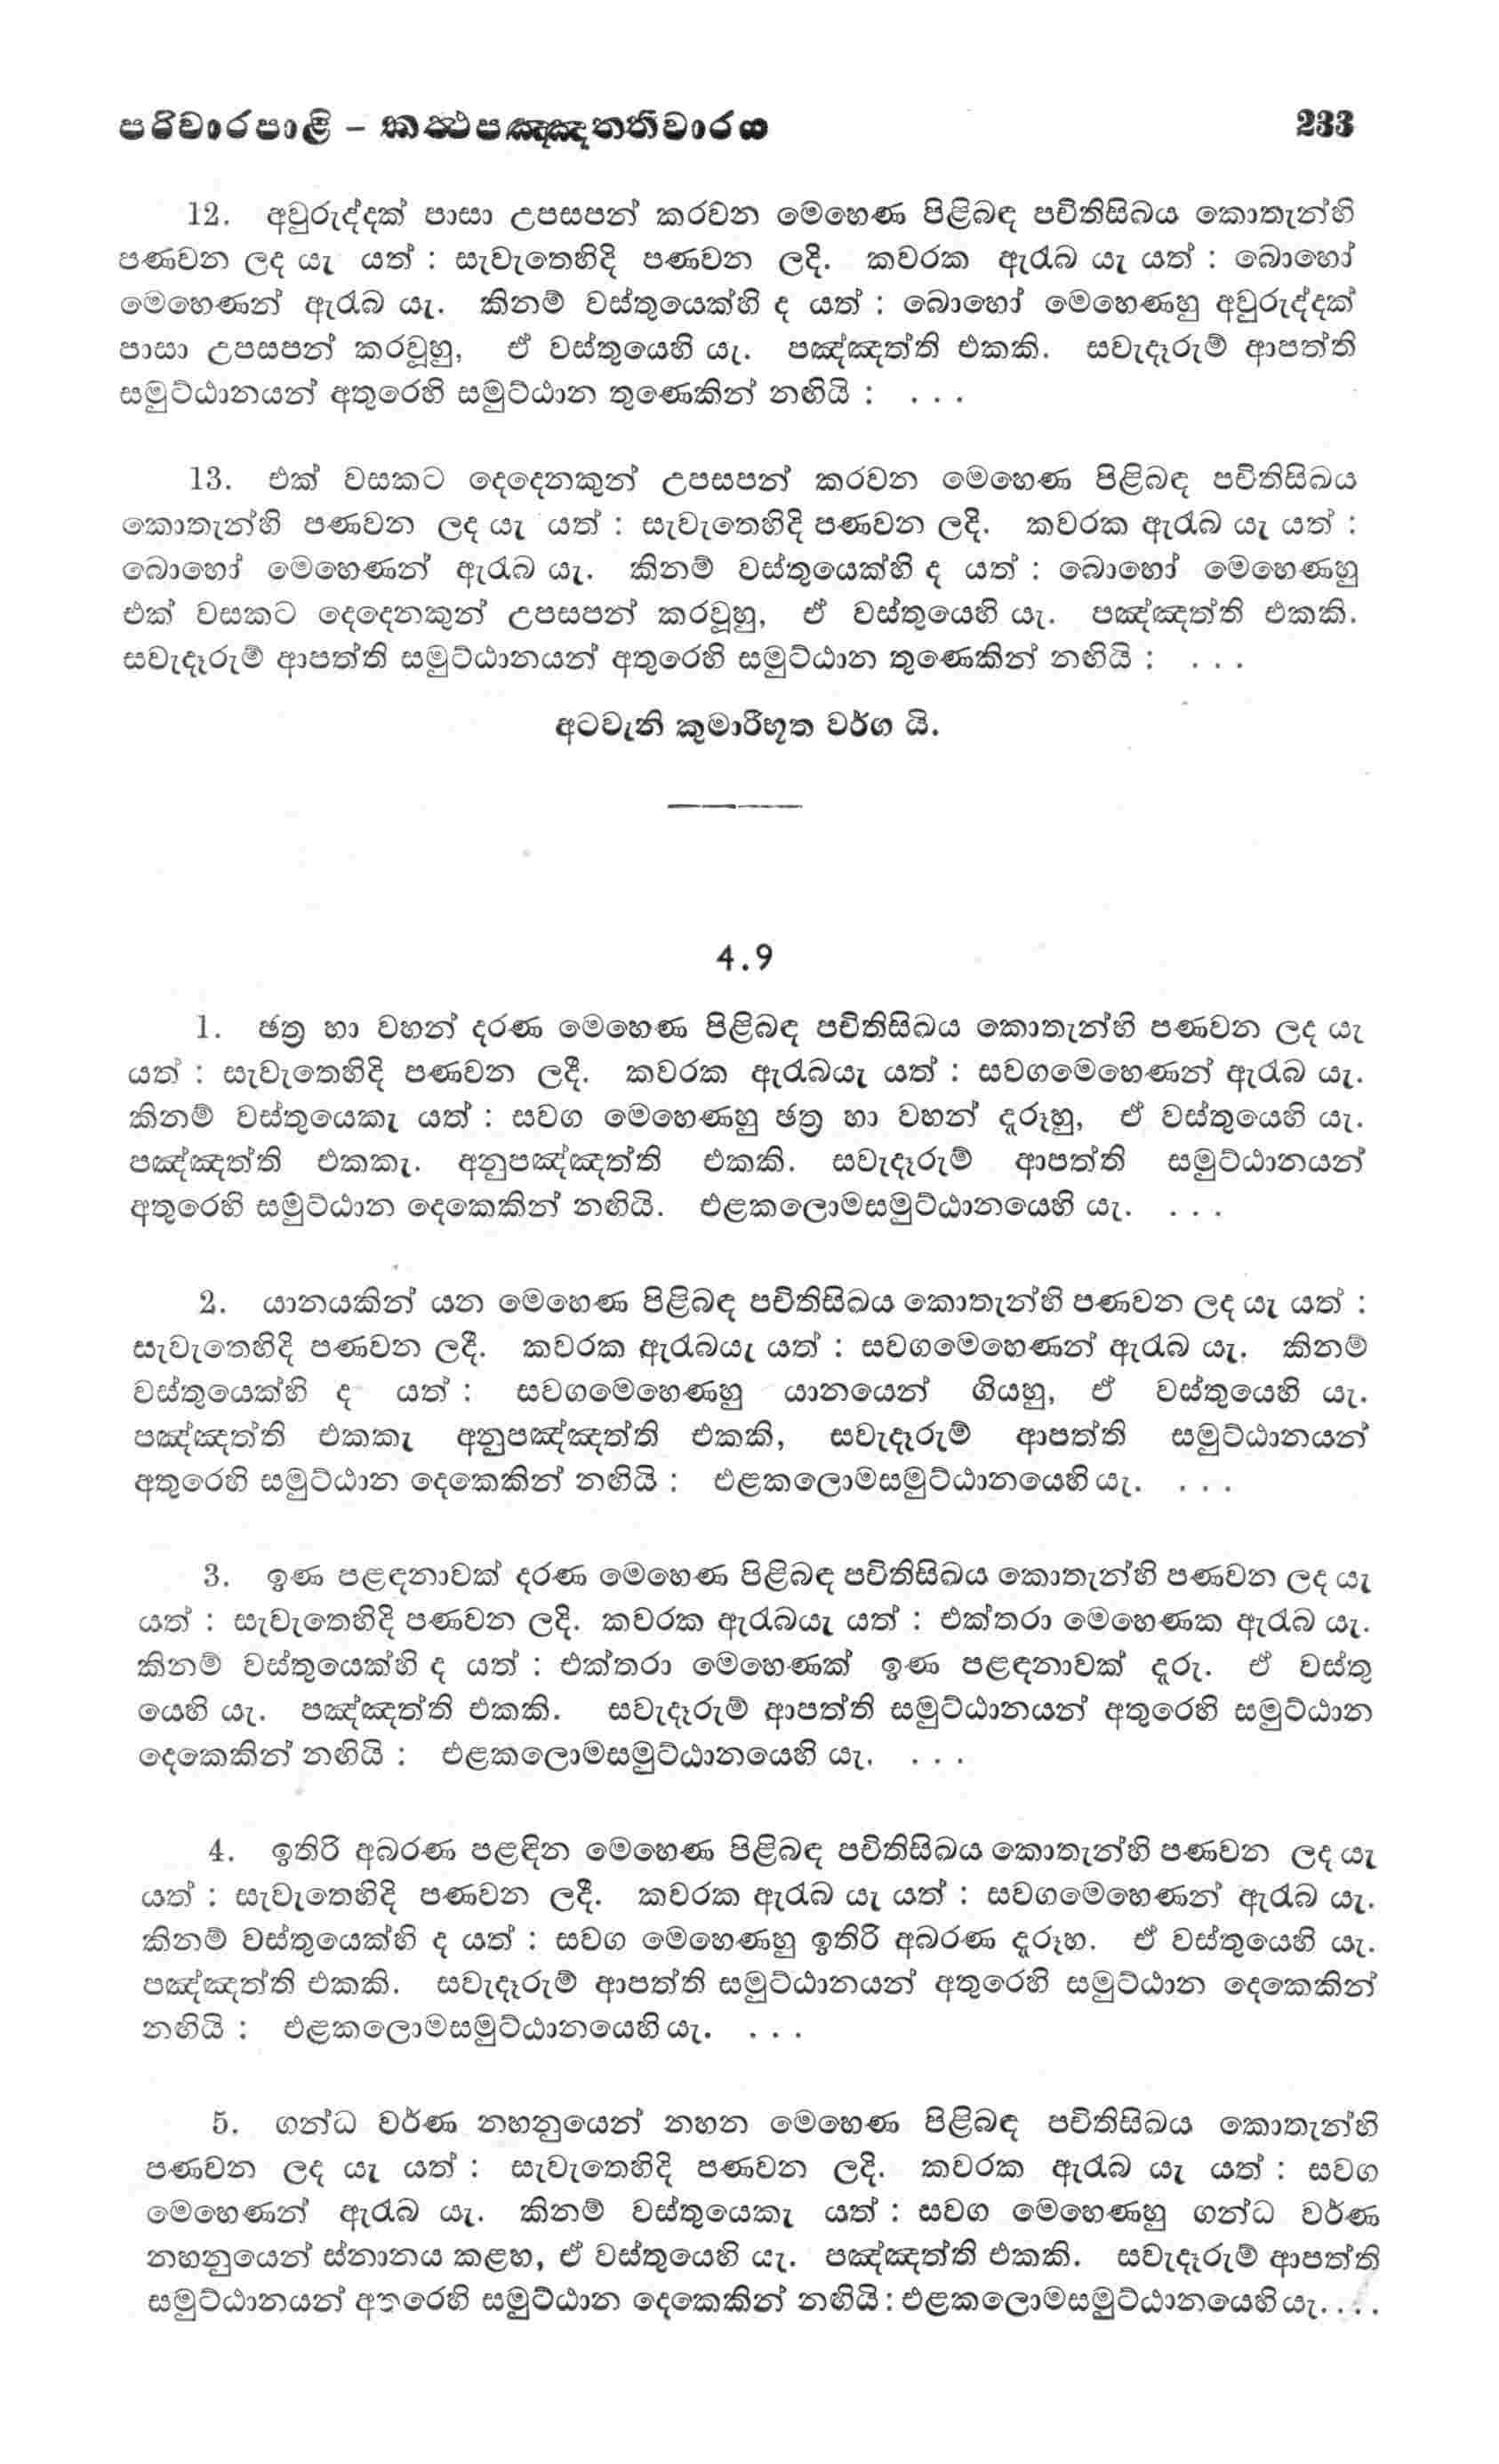 පරිවාරපාළි – කත්‍ථපඤ්ඤත්තිවාරය 233
12. අවුරුද්දක් පාසා උපසපන් කරවන මෙහෙණ පිළිබඳ පචිතිසිඛය කොතැන්හි
පණවන ලද යැ යත් : සැවැතෙහිදි පණවන ලදි. කවරක ඇරැබ යැ යත් : බොහෝ
මෙහෙණන් ඇරැබ යැ. කිනම් වස්තුයෙක්හි ද යත් : බොහෝ මෙහෙණහු අවුරුද්දක්
පාසා උපසපන් කරවූහු, ඒ වස්තුයෙහි යැ. පඤ්ඤත්ති එකකි. සවැදෑරුම් ආපත්ති
සමුට්ඨානයන් අතුරෙහි සමුට්ඨාන තුණෙකින් නඟියි : . . .
13. එක් වසකට දෙදෙනකුන් උපසපන් කරවන මෙහෙණ පිළිබඳ පචිතිසිඛය
කොතැන්හි පණවන ලද යැ යත් : සැවැතෙහිදි පණවන ලදි. කවරක ඇරැබ යැ යත් :
බොහෝ මෙහෙණන් ඇරැබ යැ. කිනම් වස්තුයෙක්හි ද යත් : බොහෝ මෙහෙණහු
එක් වසකට දෙදෙනකුන් උපසපන් කරවූහු, ඒ වස්තුයෙහි යැ. පඤ්ඤත්ති එකකි.
සවැදෑරුම් ආපත්ති සමුට්ඨානයන් අතුරෙහි සමුට්ඨාන තුණෙකින් නඟියි : . . .
අටවැනි කුමාරීභූත වර්ග යි.
4.9
1. ඡත්‍ර හා වහන් දරණ මෙහෙණ පිළිබඳ පචිතිසිඛය කොතැන්හි පණවන ලද යැ
යත් : සැවැතෙහිදි පණවන ලදී. කවරක ඇරැබයැ යත් : සවගමෙහෙණන් ඇරැබ යැ.
කිනම් වස්තුයෙකැ යත් : සවග මෙහෙණහු ඡත්‍ර හා වහන් දැරූහු, ඒ වස්තුයෙහි යැ.
පඤ්ඤත්ති එකකැ. අනුපඤ්ඤත්ති එකකි. සවැදෑරුම් ආපත්ති සමුට්ඨානයන්
අතුරෙහි සමුට්ඨාන දෙකෙකින් නඟියි. එළකලොමසමුට්ඨානයෙහි යැ. . . .
2. යානයකින් යන මෙහෙණ පිළිබඳ පචිතිසිඛය කොතැන්හි පණවන ලද යැ යත් :
සැවැතෙහිදි පණවන ලදී. කවරක ඇරැබයැ යත් : සවගමෙහෙණන් ඇරැබ යැ. කිනම්
වස්තුයෙක්හි ද යත් : සවගමෙහෙණහු යානයෙන් ගියහු, ඒ වස්තුයෙහි යැ.
පඤ්ඤත්ති එකකැ අනුපඤ්ඤත්ති එකකි, සවැදෑරුම් ආපත්ති සමුට්ඨානයන්
අතුරෙහි සමුට්ඨාන දෙකෙකින් නඟියි : එළකලොමසමුට්ඨානයෙහි යැ. . . .
3. ඉණ පළඳනාවක් දරණ මෙහෙණ පිළිබඳ පචිතිසිඛය කොතැන්හි පණවන ලද යැ
යත් : සැවැතෙහිදි පණවන ලදි. කවරක ඇරැබයැ යත් : එක්තරා මෙහෙණක ඇරැබ යැ.
කිනම් වස්තුයෙක්හි ද යත් : එක්තරා මෙහෙණක් ඉණ පළඳනාවක් දැරු. ඒ වස්තු
යෙහි යැ. පඤ්ඤත්ති එකකි. සවැදෑරුම් ආපත්ති සමුට්ඨානයන් අතුරෙහි සමුට්ඨාන
දෙකෙකින් නඟියි : එළකලොමසමුට්ඨානයෙහි යැ. . . .
4. ඉතිරි අබරණ පළඳින මෙහෙණ පිළිබඳ පචිතිසිඛය කොතැන්හි පණවන ලද යැ
යත් : සැවැතෙහිදි පණවන ලදී. කවරක ඇරැබ යැ යත් : සවගමෙහෙණන් ඇරැබ යැ.
කිනම් වස්තුයෙක්හි ද යත් : සවග මෙහෙණහු ඉතිරි අබරණ දැරූහ. ඒ වස්තුයෙහි යැ.
පඤ්ඤත්ති එකකි. සවැදෑරුම් ආපත්ති සමුට්ඨානයන් අතුරෙහි සමුට්ඨාන දෙකෙකින්
නඟියි : එළකලොමසමුට්ඨානයෙහි යැ. . . .
5. ගන්ධ වර්ණ නහනුයෙන් නහන මෙහෙණ පිළිබඳ පචිතිසිඛය කොතැන්හි
පණවන ලද යැ යත් : සැවැතෙහිදි පණවන ලදි. කවරක ඇරැබ යැ යත් : සවග
මෙහෙණන් ඇරැබ යැ. කිනම් වස්තුයෙකැ යත් : සවග මෙහෙණහු ගන්ධ වර්ණ
නහනුයෙන් ස්නානය කළහ, ඒ වස්තුයෙහි යැ. පඤ්ඤත්ති එකකි. සවැදෑරුම් ආපත්ති
සමුට්ඨානයන් අතරෙහි සමුට්ඨාන දෙකෙකින් නඟියි : එළකලොමසමුට්ඨානයෙහි යැ. . . .